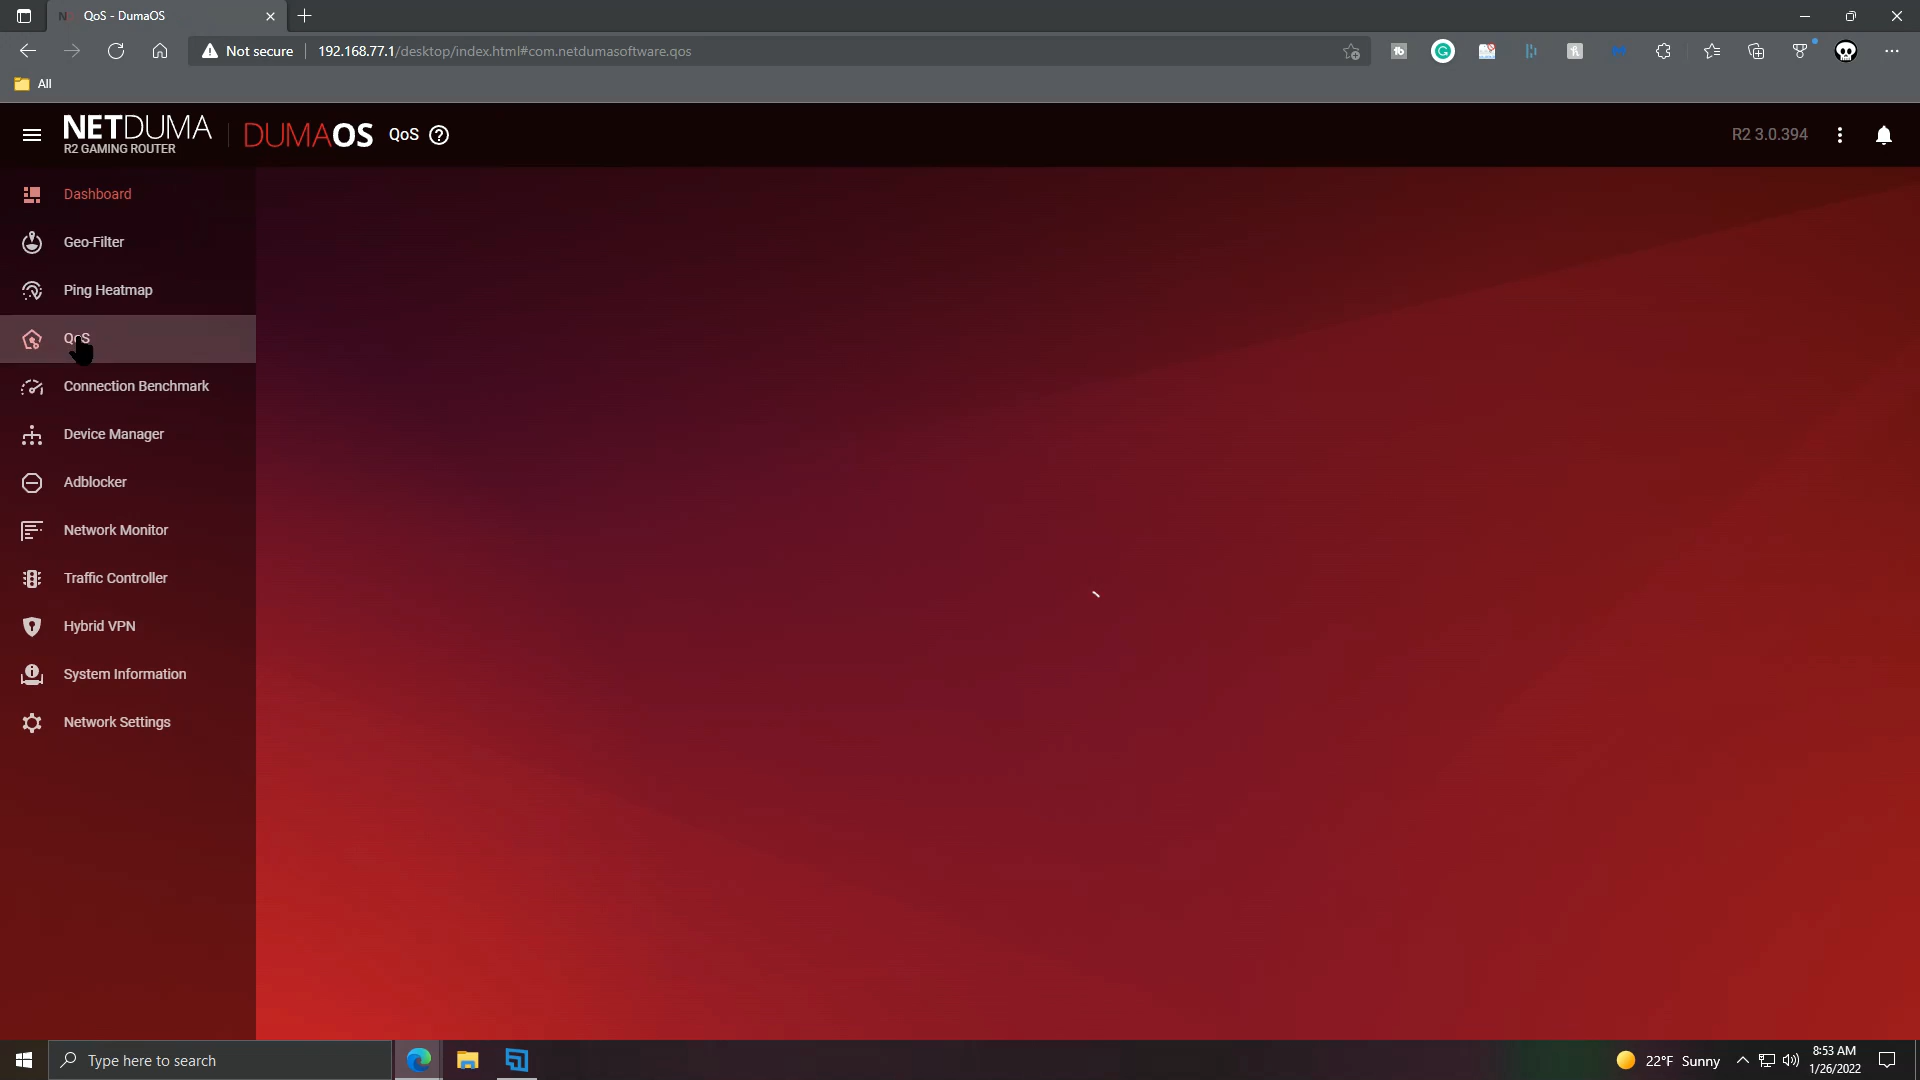 QoS - DumaOS
Not secure
192.168.77.1/desktop/index.html#com.netdumasoftware.qos
All
NETDUMA
R2 GAMING ROUTER
DUMAOS
QoS
R2 3.0.394
Dashboard
Geo-Filter
Ping Heatmap
QoS
Connection Benchmark
Device Manager
Adblocker
Network Monitor
Traffic Controller
Hybrid VPN
System Information
Network Settings
Type here to search
22°F Sunny
8:53 AM
1/26/2022